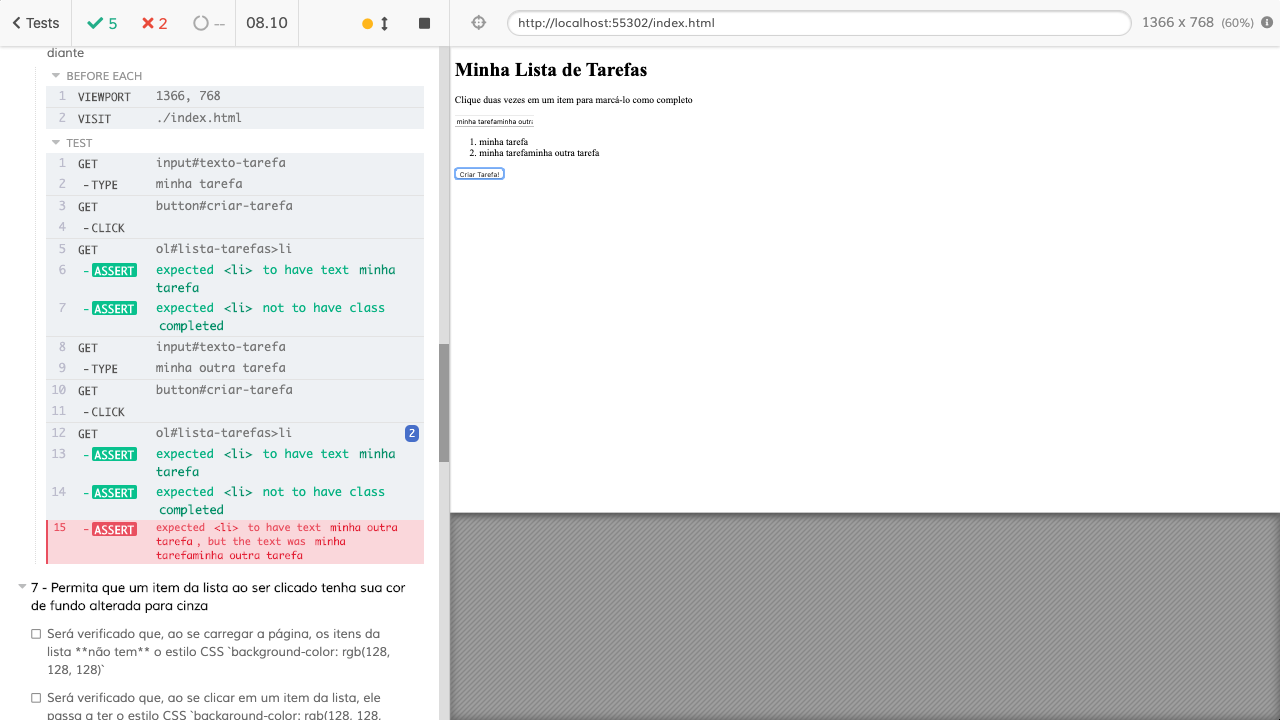 Tests
5
2
--
08.10
http://localhost:55302/index.html
1366 x 768 (60%)
diante
BEFORE EACH
1 VIEWPORT 1366, 768
2 VISIT ./index.html
TEST
1 GET input#texto-tarefa
2 -TYPE minha tarefa
3 GET button#criar-tarefa
4 -CLICK
5 GET ol#lista-tarefas>li
6 -ASSERT expected <li> to have text minha
tarefa
7 -ASSERT expected <li> not to have class
completed
8 GET input#texto-tarefa
9 -TYPE minha outra tarefa
10 GET button#criar-tarefa
11 -CLICK
12 GET ol#lista-tarefas>li 2
13 -ASSERT expected <li> to have text minha
tarefa
14 -ASSERT expected <li> not to have class
completed
15 -ASSERT expected <li> to have text minha outra
tarefa, but the text was minha
tarefaminha outra tarefa
7 - Permita que um item da lista ao ser clicado tenha sua cor
de fundo alterada para cinza
Será verificado que, ao se carregar a página, os itens da
lista **não tem** o estilo CSS `background-color: rgb(128,
128, 128)`
Será verificado que, ao se clicar em um item da lista, ele
passa a ter o estilo CSS `background-color: rgb(128, 128,
Minha Lista de Tarefas
Clique duas vezes em um item para marcá-lo como completo
minha tarefaminha outra
1. minha tarefa
2. minha tarefaminha outra tarefa
Criar Tarefa!